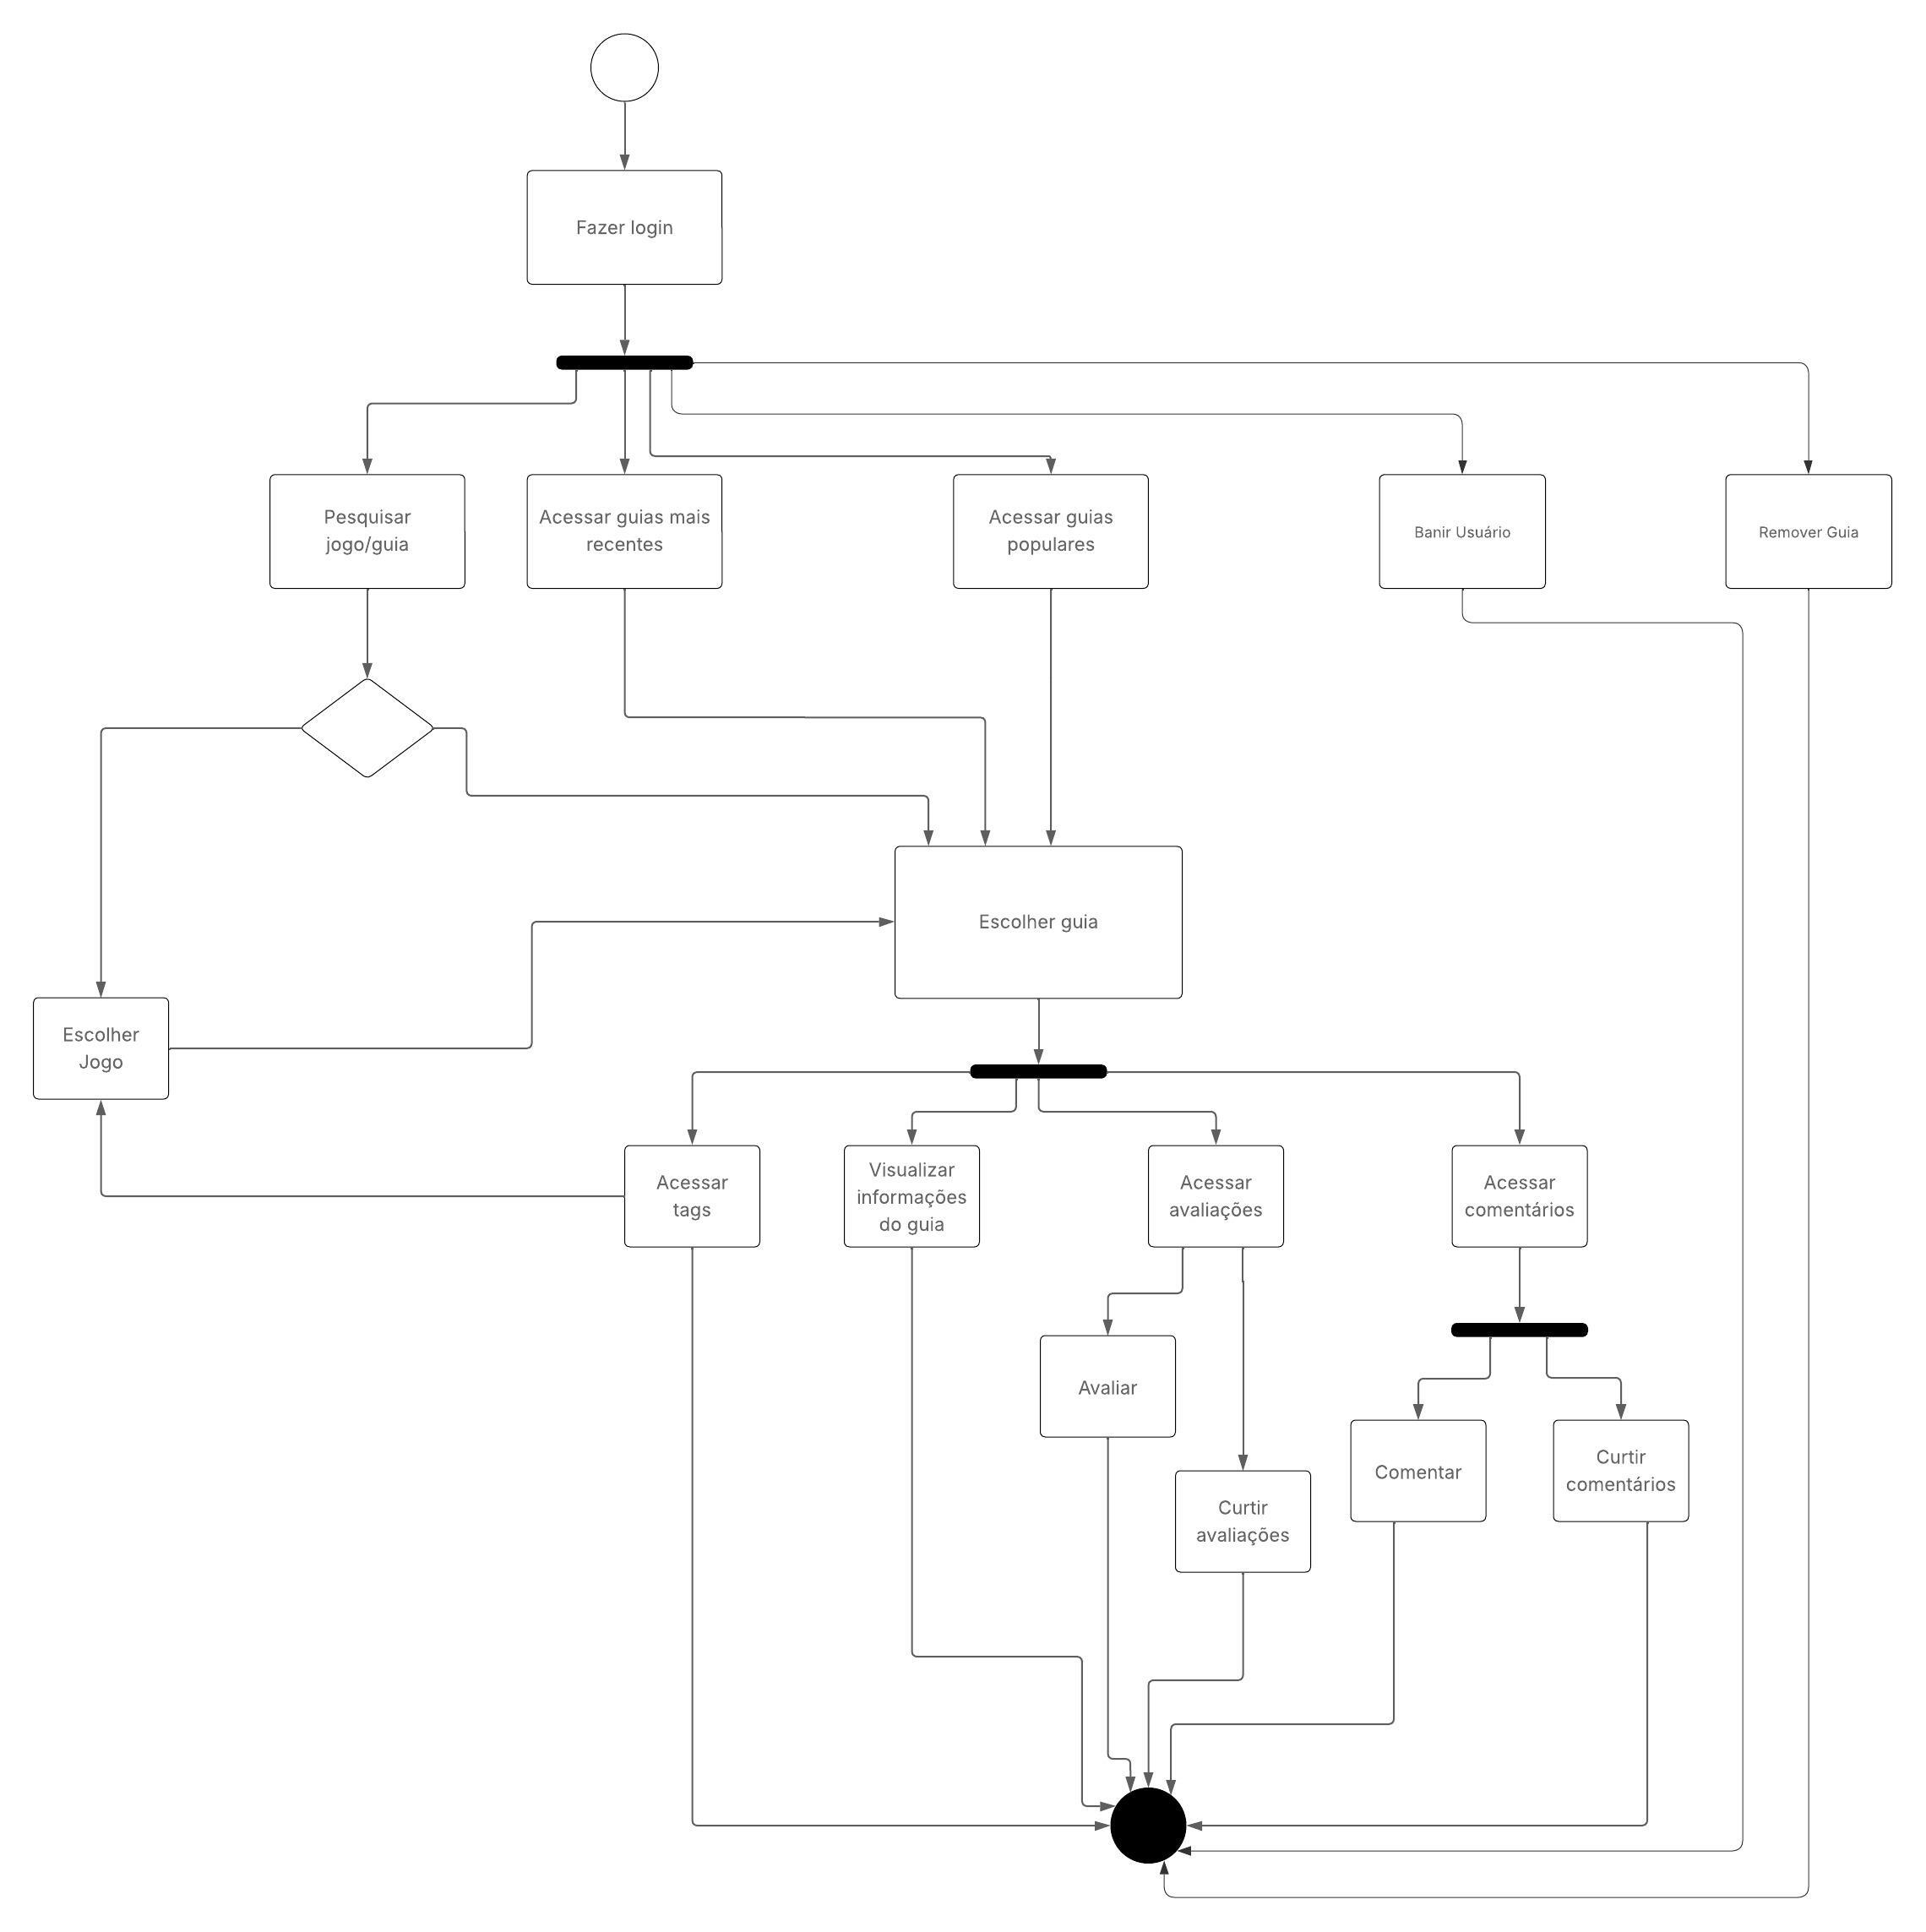 Fazer login
Pesquisar
jogo/guia
Acessar guias mais
recentes
Acessar guias
populares
Banir Usuário
Remover Guia
Escolher guia
Escolher
Jogo
Acessar
tags
Visualizar
informações
do guia
Acessar
avaliações
Acessar
comentários
Avaliar
Comentar
Curtir
comentários
Curtir
avaliações